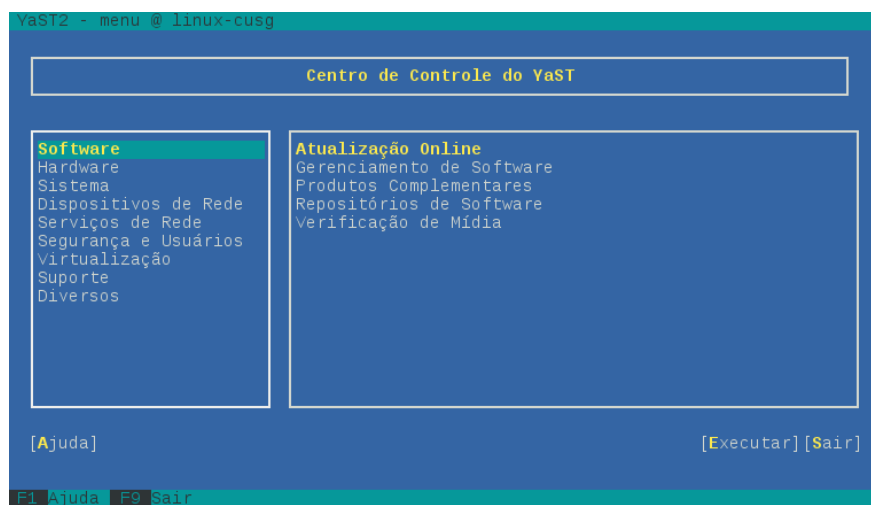 YaST2 - menu @ linux-cusg
Centro de Controle do YaST
Software
Hardware
Sistema
Dispositivos de Rede
Serviços de Rede
Segurança e Usuários
Virtualização
Suporte
Diversos
Atualização Online
Gerenciamento de Software
Produtos Complementares
Repositórios de Software
Verificação de Mídia
[Ajuda] [Executar][Sair]
F1 Ajuda F9 Sair